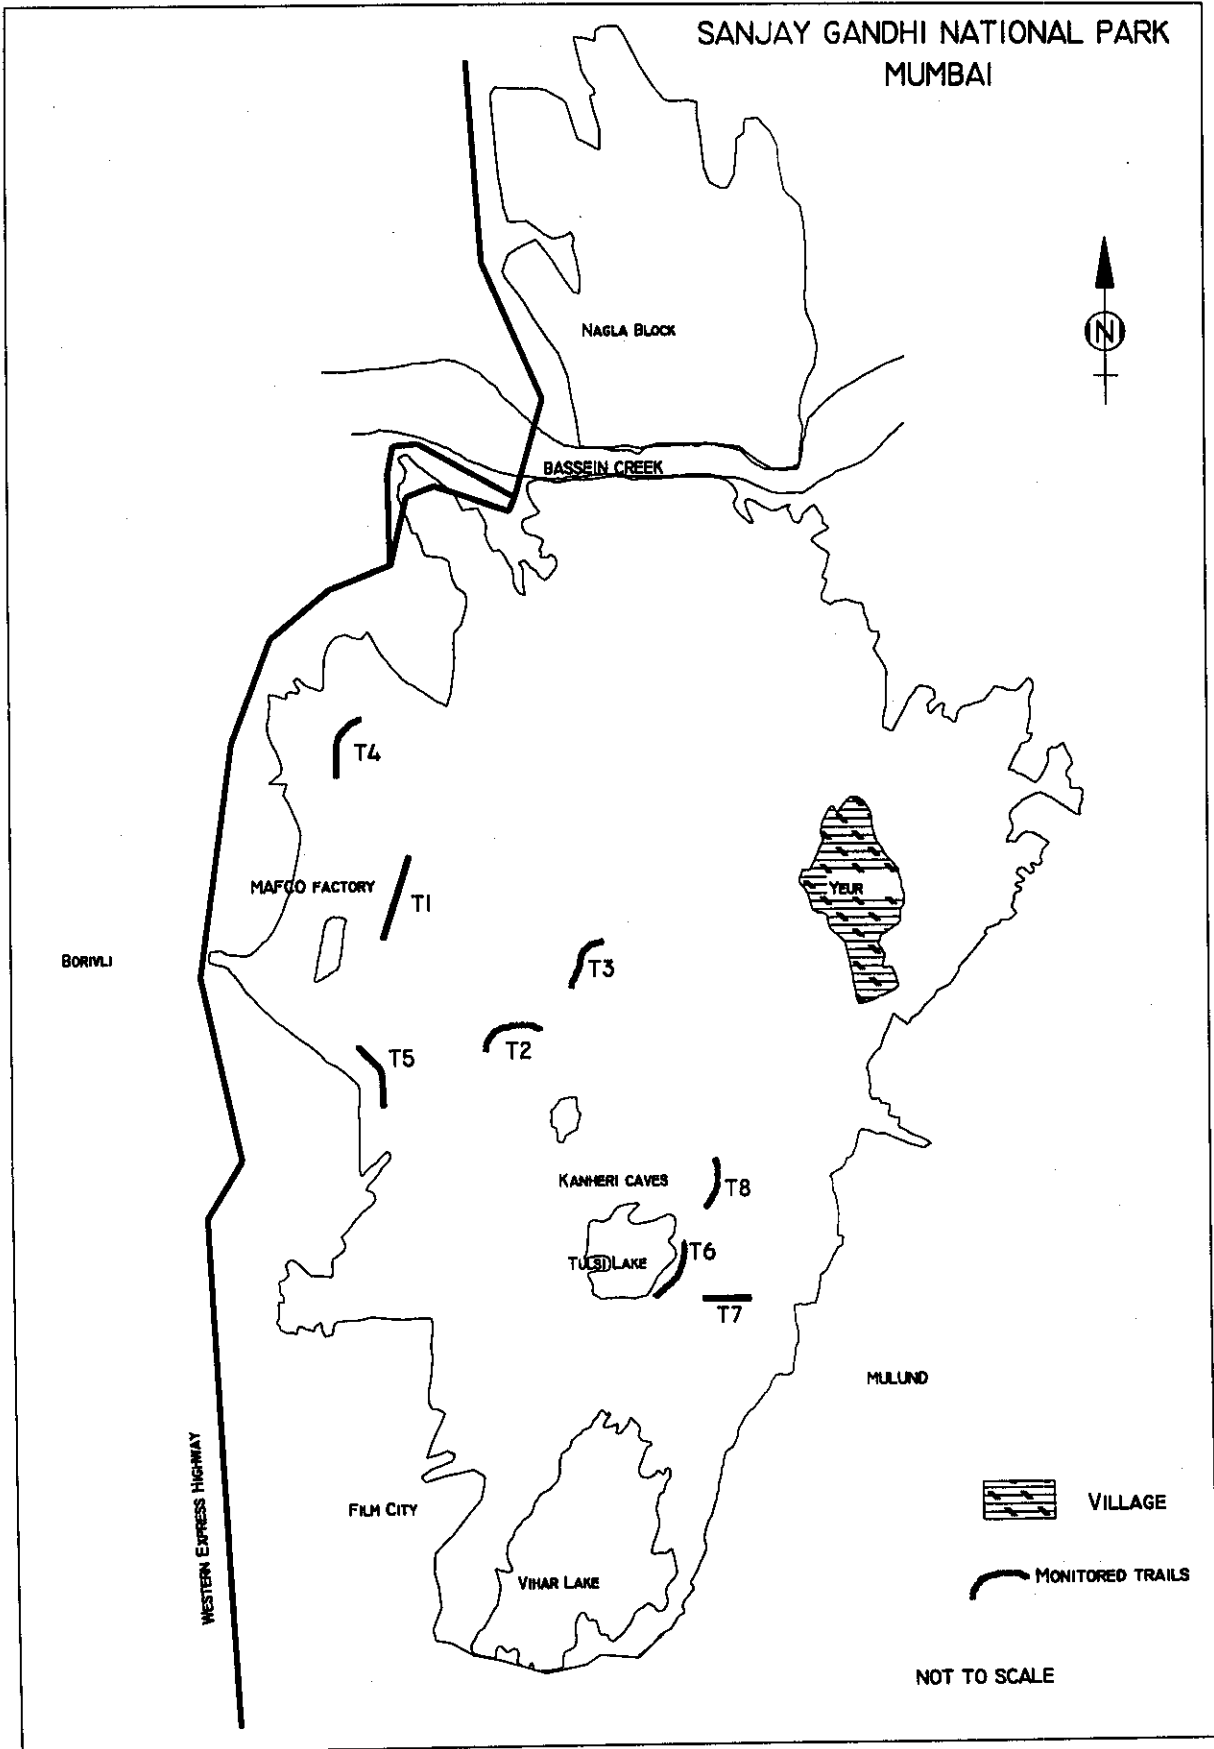 SANJAY GANDHI NATIONAL PARK
MUMBAI
NAGLA BLOCK
N
BASSEIN CREEK
T4
MAFCO FACTORY
T1
YEUR
BORIVLI
T3
T2
T5
KANHERI CAVES
T8
TULSI LAKE
T6
T7
MULUND
WESTERN EXPRESS HIGHWAY
FILM CITY
VILLAGE
VIHAR LAKE
MONITORED TRAILS
NOT TO SCALE